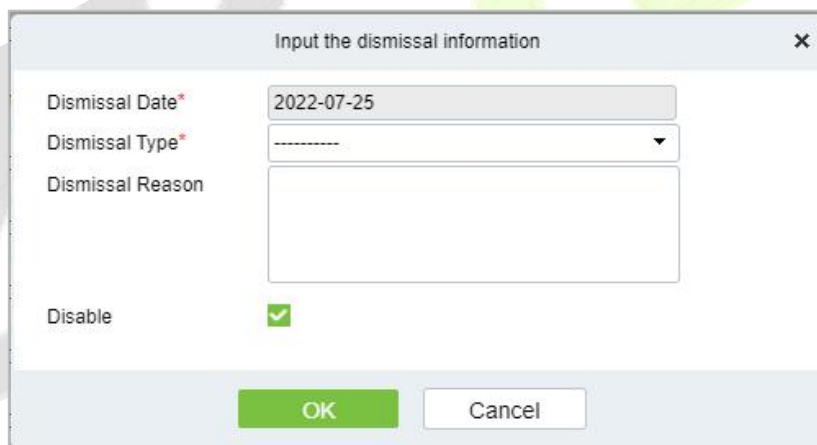 Input the dismissal information
Dismissal Date* 2022-07-25
Dismissal Type* ----------
Dismissal Reason
Disable
OK Cancel